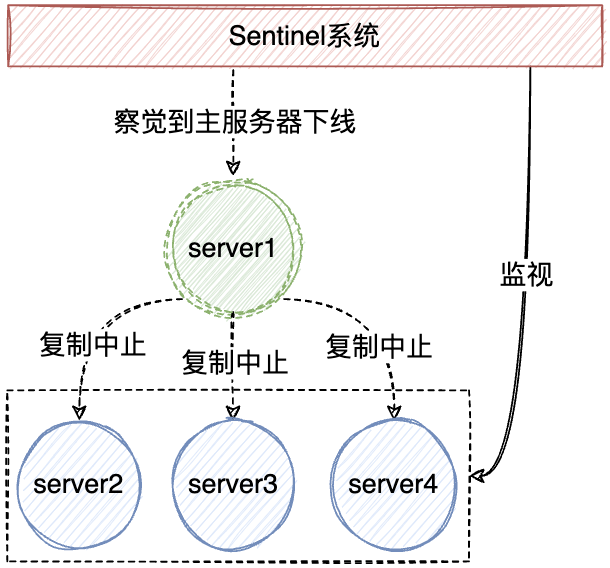 Sentinel系统
察觉到主服务器下线
server1
监视
复制中止
复制中止
复制中止
server2
server3
server4